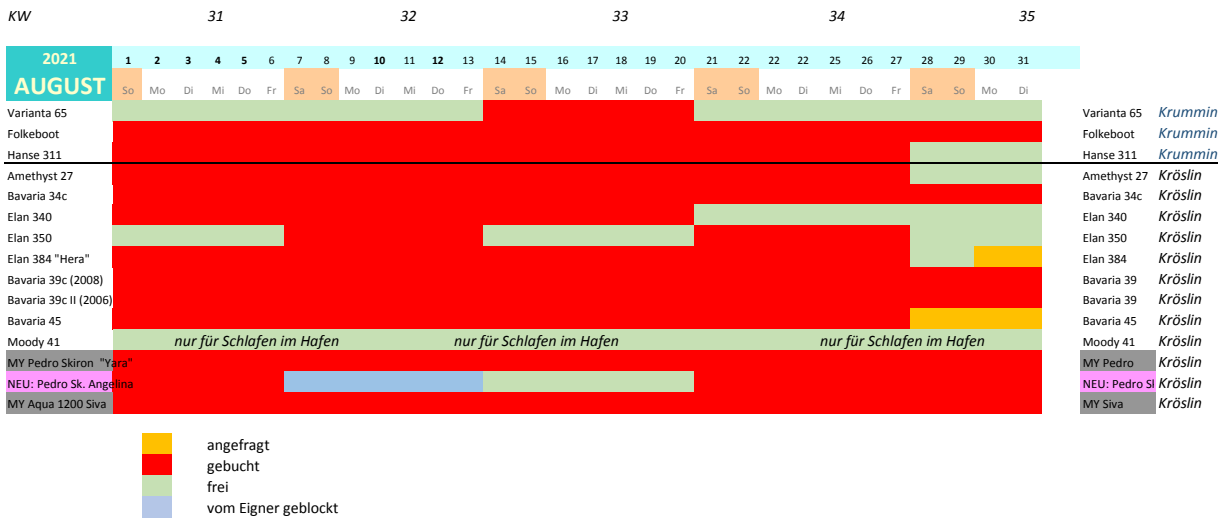 KW 31 32 33 34 35
2021 1 2 3 4 5 6 7 8 9 10 11 12 13 14 15 16 17 18 19 20 21 22 22 22 25 26 27 28 29 30 31
AUGUST So Mo Di Mi Do Fr Sa So Mo Di Mi Do Fr Sa So Mo Di Mi Do Fr Sa So Mo Di Mi Do Fr Sa So Mo Di
Varianta 65 Varianta 65 Krummin
Folkeboot Folkeboot Krummin
Hanse 311 Hanse 311 Krummin
Amethyst 27 Amethyst 27 Kröslin
Bavaria 34c Bavaria 34c Kröslin
Elan 340 Elan 340 Kröslin
Elan 350 Elan 350 Kröslin
Elan 384 "Hera" Elan 384 Kröslin
Bavaria 39c (2008) Bavaria 39 Kröslin
Bavaria 39c II (2006) Bavaria 39 Kröslin
Bavaria 45 Bavaria 45 Kröslin
Moody 41 nur für Schlafen im Hafen nur für Schlafen im Hafen nur für Schlafen im Hafen Moody 41 Kröslin
MY Pedro Skiron "Yara" MY Pedro Kröslin
NEU: Pedro Sk. Angelina NEU: Pedro Sl Kröslin
MY Aqua 1200 Siva MY Siva Kröslin
angefragt
gebucht
frei
vom Eigner geblockt